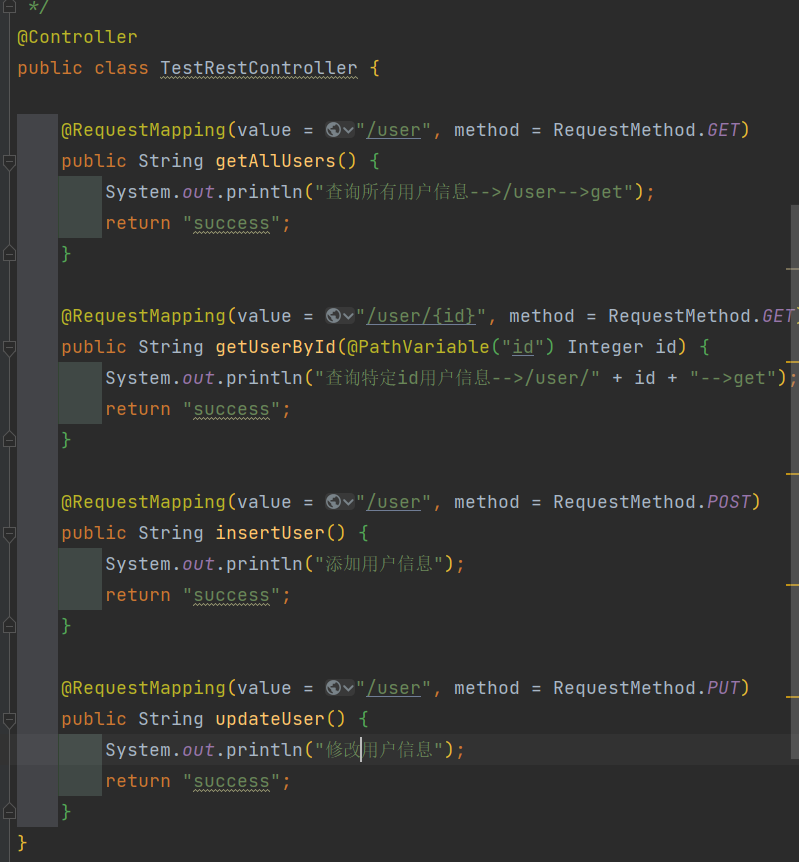 */
@Controller
public class TestRestController {
@RequestMapping(value = "/user", method = RequestMethod.GET)
public String getAllUsers() {
System.out.println("查询所有用户信息-->/user-->get");
return "success";
}
@RequestMapping(value = "/user/{id}", method = RequestMethod.GET)
public String getUserById(@PathVariable("id") Integer id) {
System.out.println("查询特定id用户信息-->/user/" + id + "-->get");
return "success";
}
@RequestMapping(value = "/user", method = RequestMethod.POST)
public String insertUser() {
System.out.println("添加用户信息");
return "success";
}
@RequestMapping(value = "/user", method = RequestMethod.PUT)
public String updateUser() {
System.out.println("修改用户信息");
return "success";
}
}